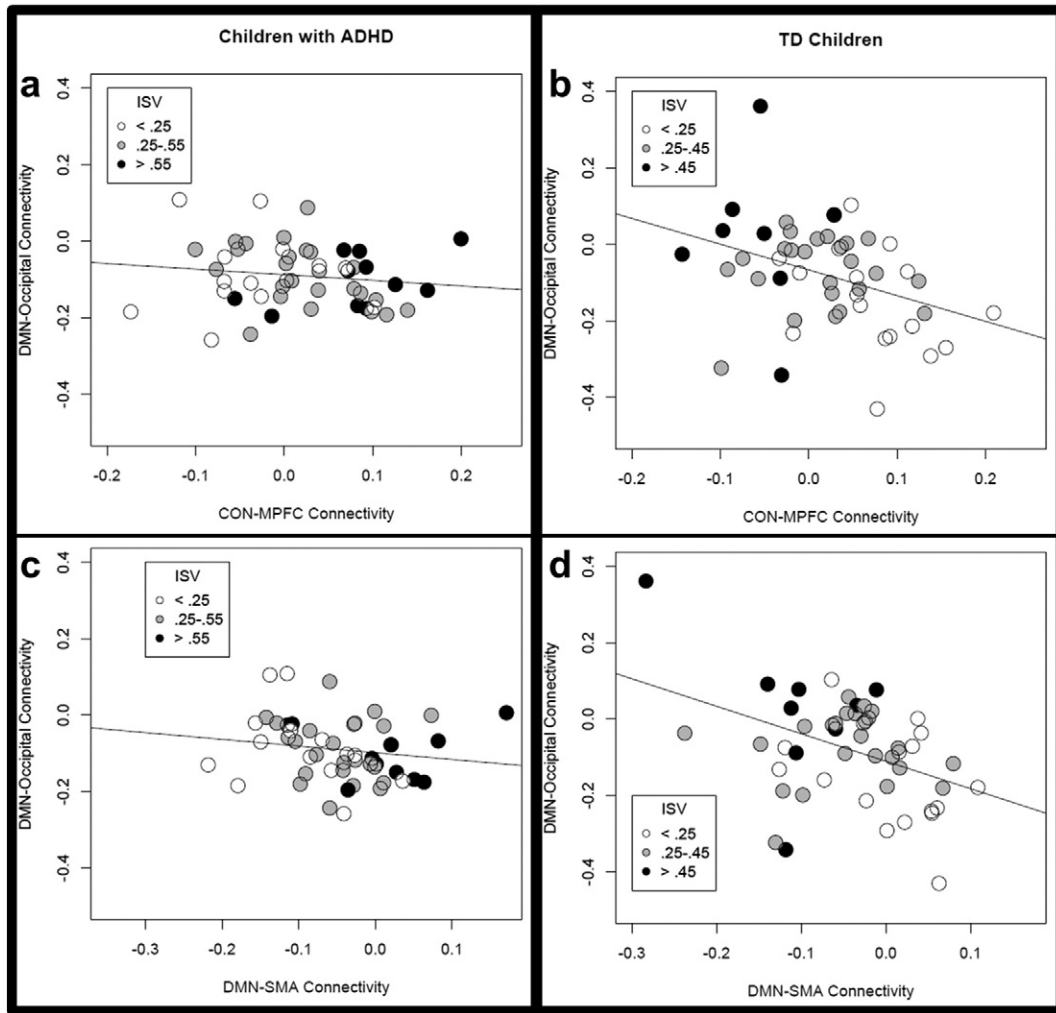 Children with ADHD
TD Children
a
ISV
< .25
.25-.55
> .55
DMN-Occipital Connectivity
0.4
0.2
0.0
-0.2
-0.4
-0.2
-0.1
0.0
0.1
0.2
CON-MPFC Connectivity
b
ISV
< .25
.25-.45
> .45
DMN-Occipital Connectivity
0.4
0.2
0.0
-0.2
-0.4
-0.2
-0.1
0.0
0.1
0.2
CON-MPFC Connectivity
c
ISV
< .25
.25-.55
> .55
DMN-Occipital Connectivity
0.4
0.2
0.0
-0.2
-0.4
-0.3
-0.2
-0.1
0.0
0.1
DMN-SMA Connectivity
d
ISV
< .25
.25-.45
> .45
DMN-Occipital Connectivity
0.4
0.2
0.0
-0.2
-0.4
-0.3
-0.2
-0.1
0.0
0.1
DMN-SMA Connectivity